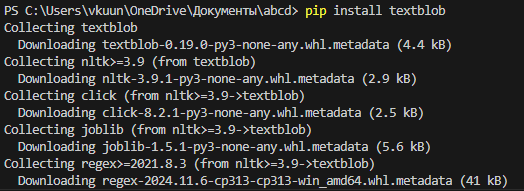 PS C:\Users\vkuun\OneDrive\Документы\abcd> pip install textblob
Collecting textblob
  Downloading textblob-0.19.0-py3-none-any.whl.metadata (4.4 kB)
Collecting nltk>=3.9 (from textblob)
  Downloading nltk-3.9.1-py3-none-any.whl.metadata (2.9 kB)
Collecting click (from nltk>=3.9->textblob)
  Downloading click-8.2.1-py3-none-any.whl.metadata (2.5 kB)
Collecting joblib (from nltk>=3.9->textblob)
  Downloading joblib-1.5.1-py3-none-any.whl.metadata (5.6 kB)
Collecting regex>=2021.8.3 (from nltk>=3.9->textblob)
  Downloading regex-2024.11.6-cp313-cp313-win_amd64.whl.metadata (41 kB)